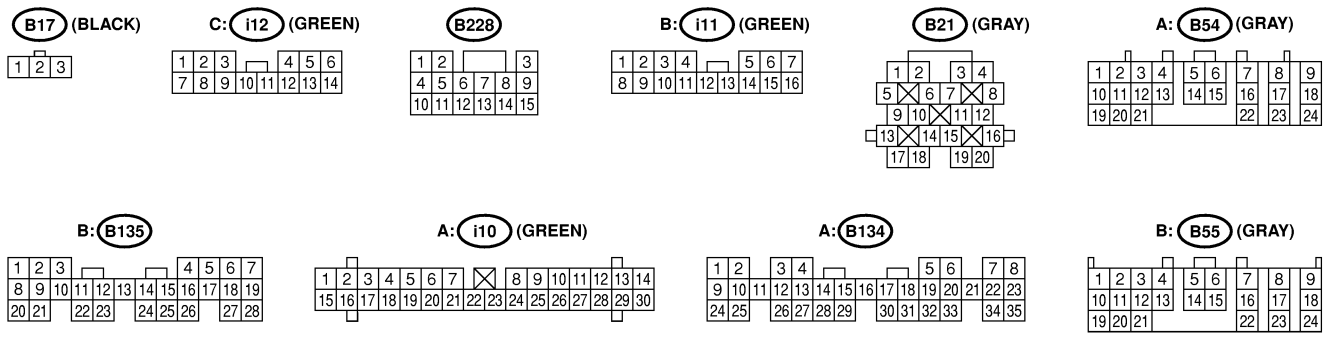 B17 (BLACK)
1 2 3
C: i12 (GREEN)
1 2 3 4 5 6
7 8 9 10 11 12 13 14
B228
1 2 3
4 5 6 7 8 9
10 11 12 13 14 15
B: i11 (GREEN)
1 2 3 4 5 6 7
8 9 10 11 12 13 14 15 16
B21 (GRAY)
1 2 3 4
5 6 7 8
9 10 11 12
13 14 15 16
17 18 19 20
A: B54 (GRAY)
1 2 3 4 5 6 7 8 9
10 11 12 13 14 15 16 17 18
19 20 21 22 23 24
B: B135
1 2 3 4 5 6 7
8 9 10 11 12 13 14 15 16 17 18 19
20 21 22 23 24 25 26 27 28
A: i10 (GREEN)
1 2 3 4 5 6 7 8 9 10 11 12 13 14
15 16 17 18 19 20 21 22 23 24 25 26 27 28 29 30
A: B134
1 2 3 4 5 6 7 8
9 10 11 12 13 14 15 16 17 18 19 20 21 22 23
24 25 26 27 28 29 30 31 32 33 34 35
B: B55 (GRAY)
1 2 3 4 5 6 7 8 9
10 11 12 13 14 15 16 17 18
19 20 21 22 23 24